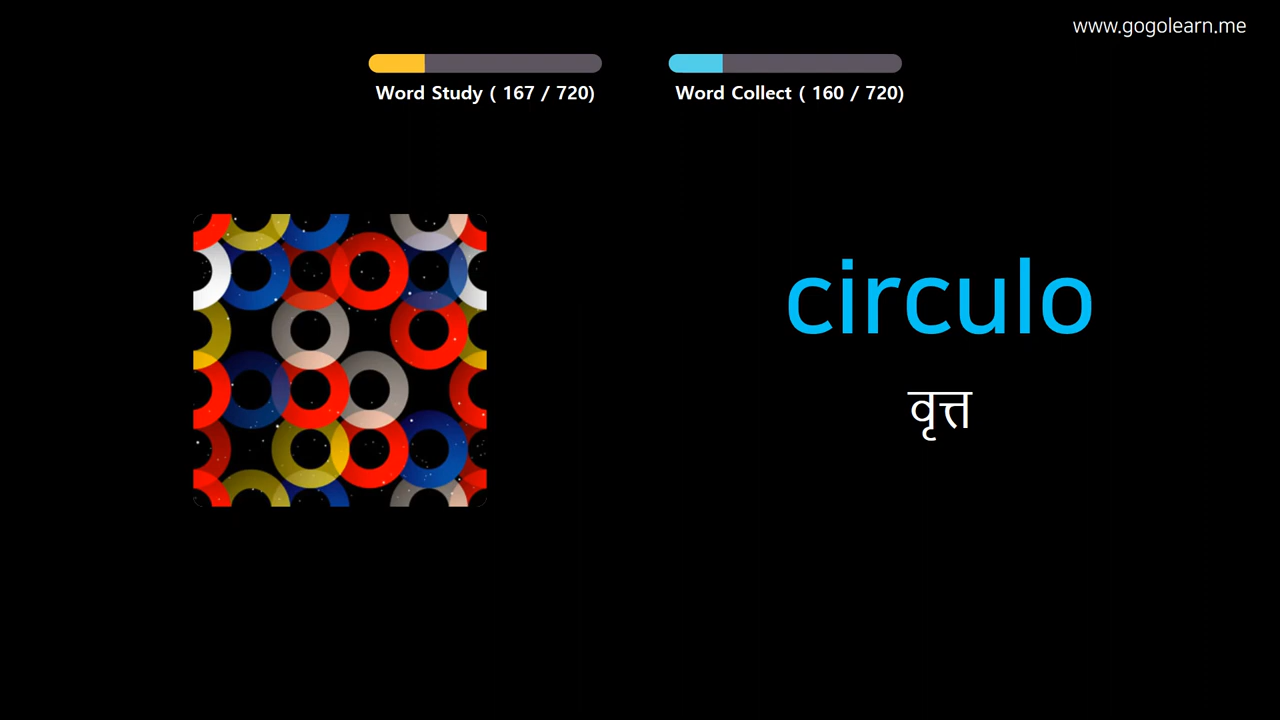 www.gogolearn.me
Word Study ( 167 / 720)
Word Collect ( 160 / 720)
circulo
वृत्त